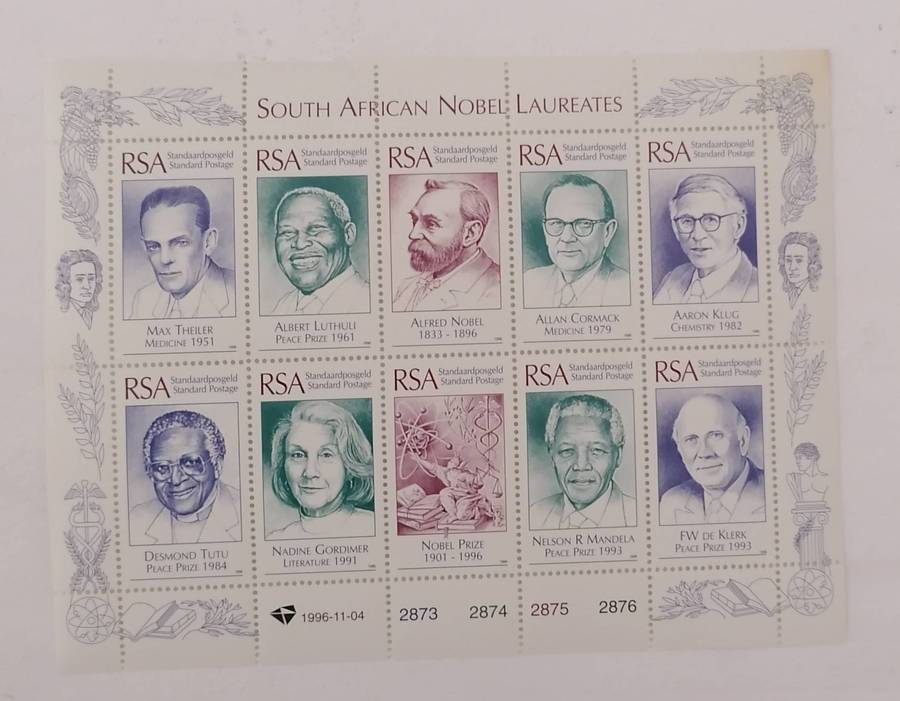 SOUTH AFRICAN NOBEL LAUREATES
RSA Standaardposgeld
Standard Postage
MAX THEILER
MEDICINE 1951
RSA Standaardposgeld
Standard Postage
ALBERT LUTHULI
PEACE PRIZE 1961
RSA Standaardposgeld
Standard Postage
ALFRED NOBEL
1833 - 1896
RSA Standaardposgeld
Standard Postage
ALLAN CORMACK
MEDICINE 1979
RSA Standaardposgeld
Standard Postage
AARON KLUG
CHEMISTRY 1982
RSA Standaardposgeld
Standard Postage
DESMOND TUTU
PEACE PRIZE 1984
RSA Standaardposgeld
Standard Postage
NADINE GORDIMER
LITERATURE 1991
RSA Standaardposgeld
Standard Postage
NOBEL PRIZE
1901 - 1996
RSA Standaardposgeld
Standard Postage
NELSON R MANDELA
PEACE PRIZE 1993
RSA Standaardposgeld
Standard Postage
FW DE KLERK
PEACE PRIZE 1993
1996-11-04 2873 2874 2875 2876